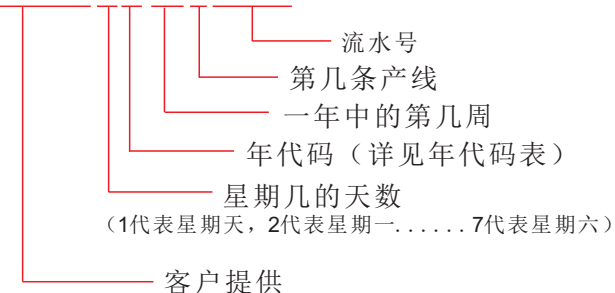 流水号
第几条产线
一年中的第几周
年代码（详见年代码表）
星期几的天数
（1代表星期天，2代表星期一......7代表星期六）
客户提供